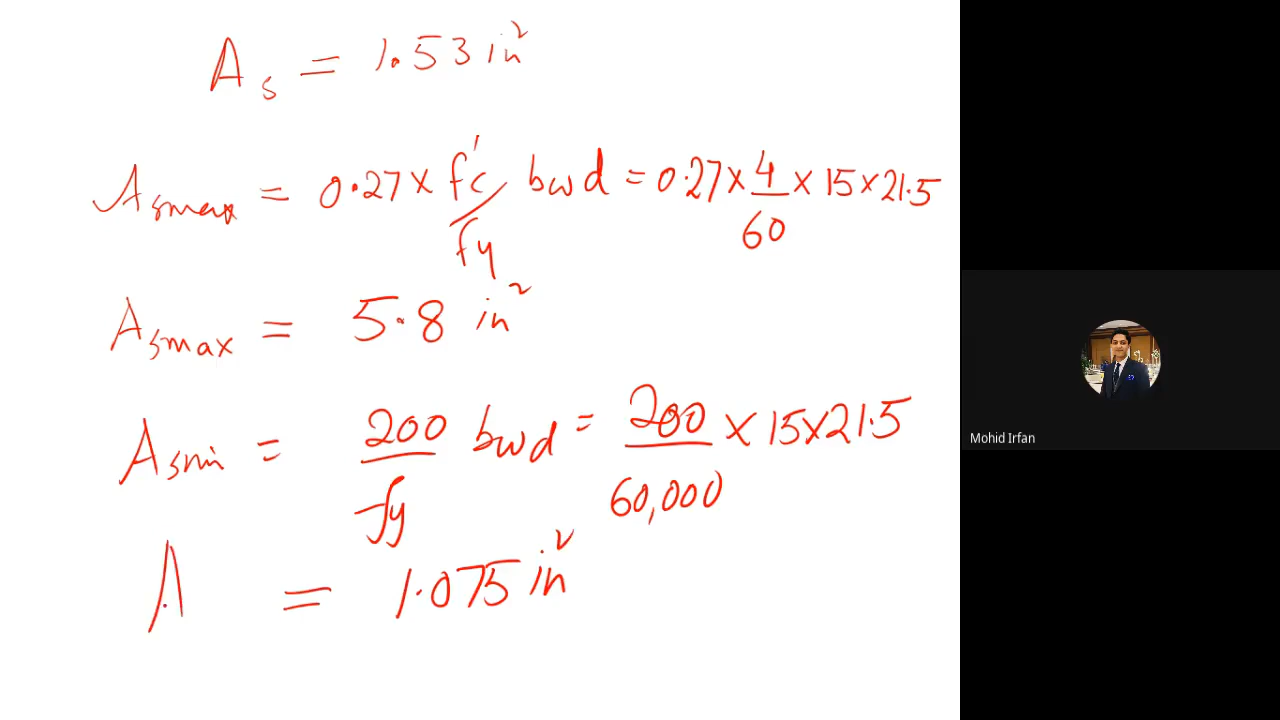 As = 1.53 in²
Asmax = 0.27 × f'c/fy bwd = 0.27 × 4/60 × 15 × 21.5
Asmax = 5.8 in²
Asmin = 200/fy bwd = 200/60,000 × 15 × 21.5
A = 1.075 in²
Mohid Irfan